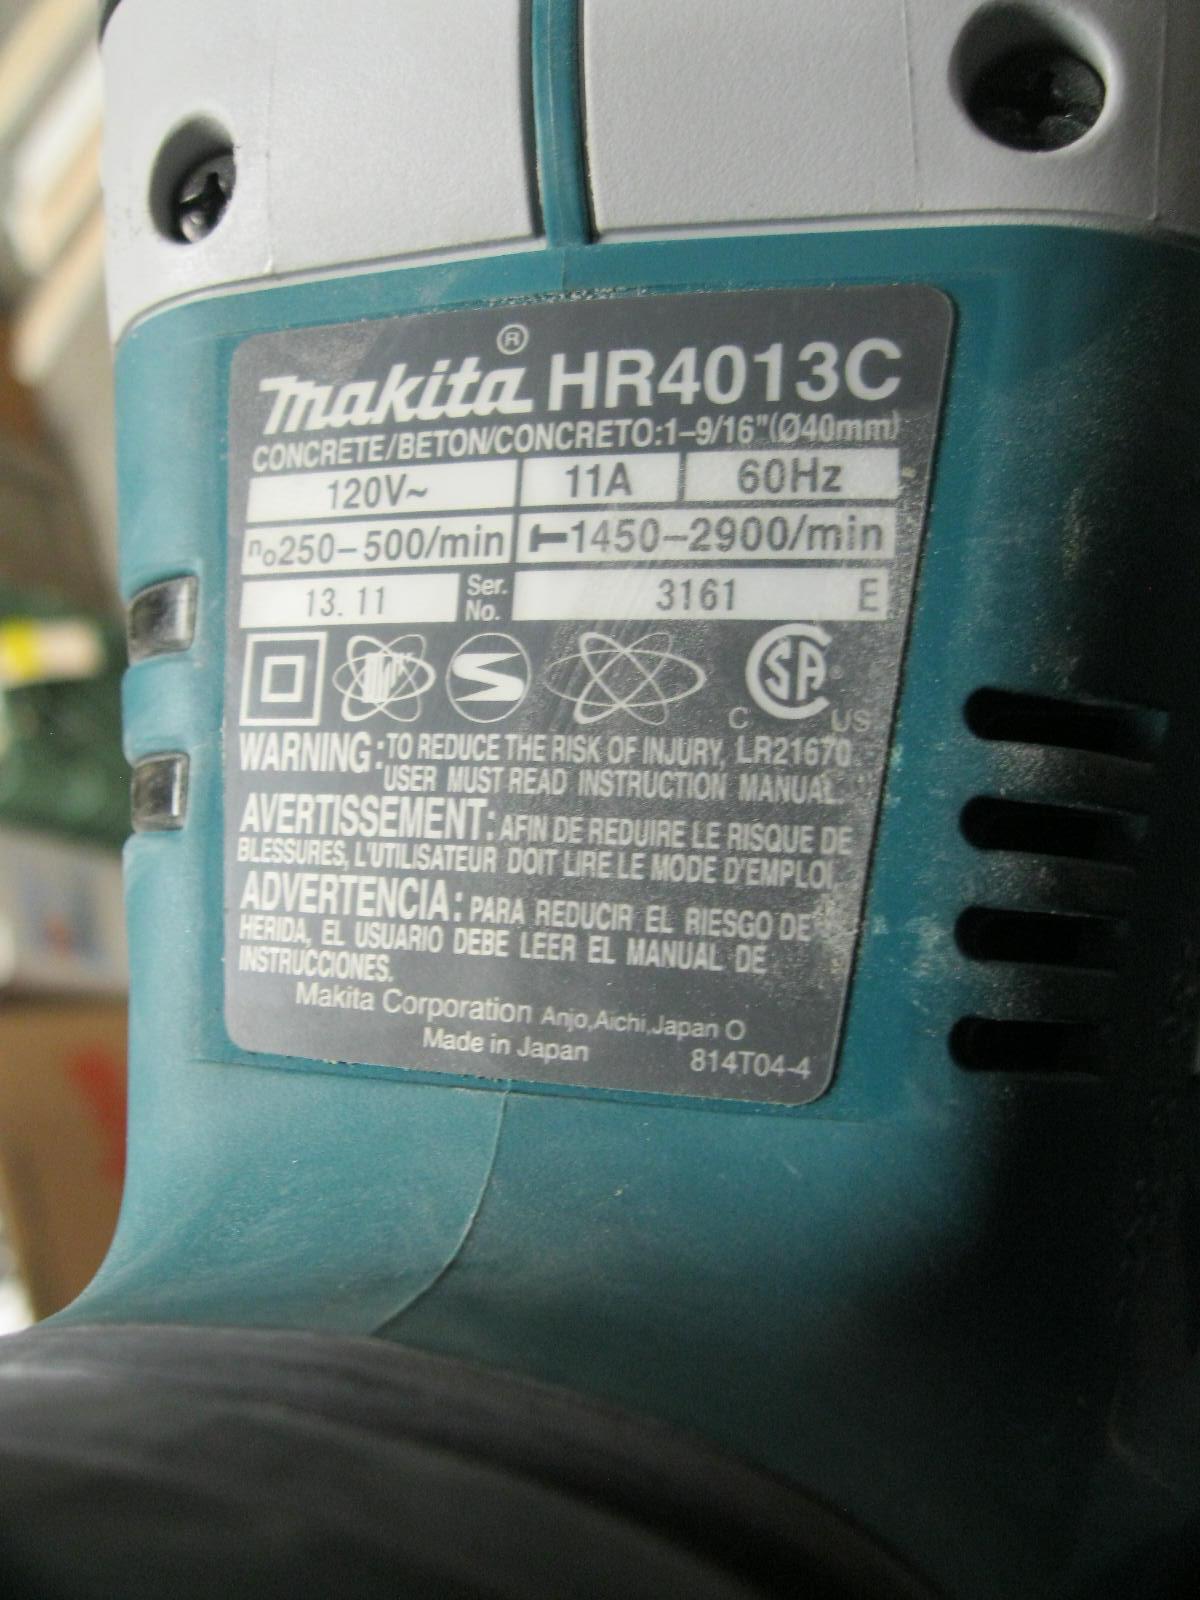 makita® HR4013C
CONCRETE/BETON/CONCRETO:1-9/16"(Ø40mm)
120V~ 11A 60Hz
n₀250-500/min 1450-2900/min
13. 11 Ser. No. 3161 E
S CSA
C US
WARNING: TO REDUCE THE RISK OF INJURY, LR21670
USER MUST READ INSTRUCTION MANUAL.
AVERTISSEMENT: AFIN DE REDUIRE LE RISQUE DE
BLESSURES, L'UTILISATEUR DOIT LIRE LE MODE D'EMPLOI.
ADVERTENCIA: PARA REDUCIR EL RIESGO DE
HERIDA, EL USUARIO DEBE LEER EL MANUAL DE
INSTRUCCIONES.
Makita Corporation Anjo,Aichi,Japan O
Made in Japan 814T04-4